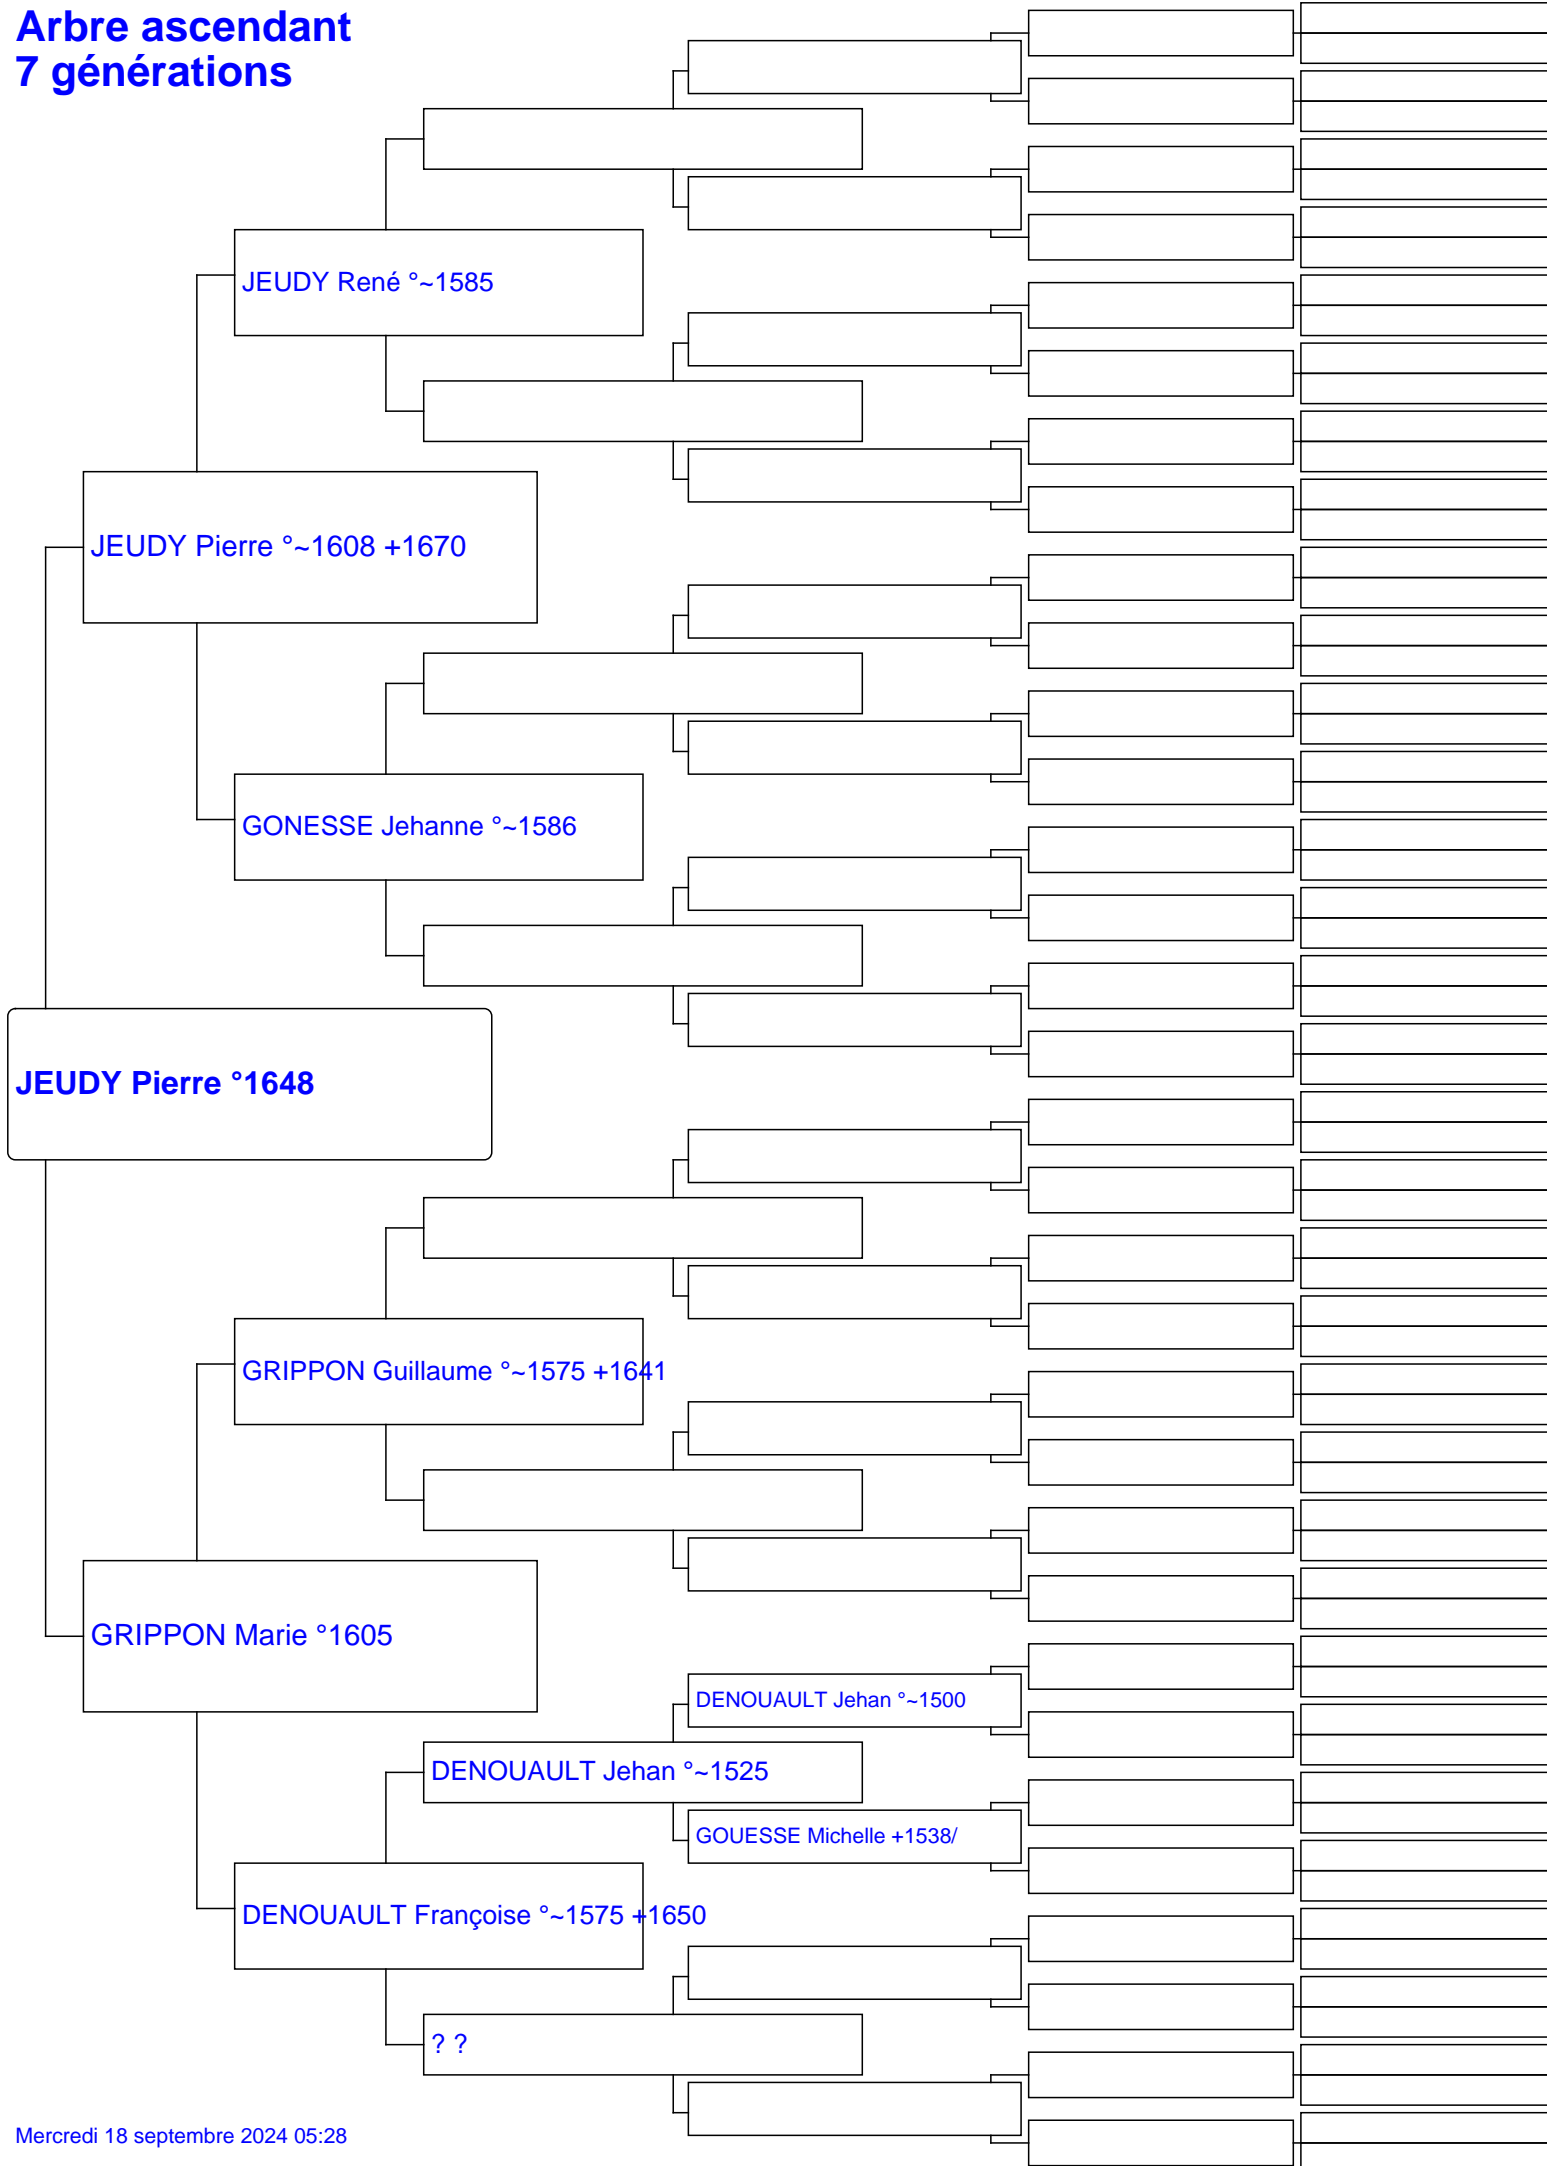 Arbre ascendant
7 générations
JEUDY René °~1585
JEUDY Pierre °~1608 +1670
GONESSE Jehanne °~1586
JEUDY Pierre °1648
GRIPPON Guillaume °~1575 +1641
GRIPPON Marie °1605
DENOUAULT Jehan °~1500
DENOUAULT Jehan °~1525
GOUESSE Michelle +1538/
DENOUAULT Françoise °~1575 +1650
? ?
Mercredi 18 septembre 2024 05:28